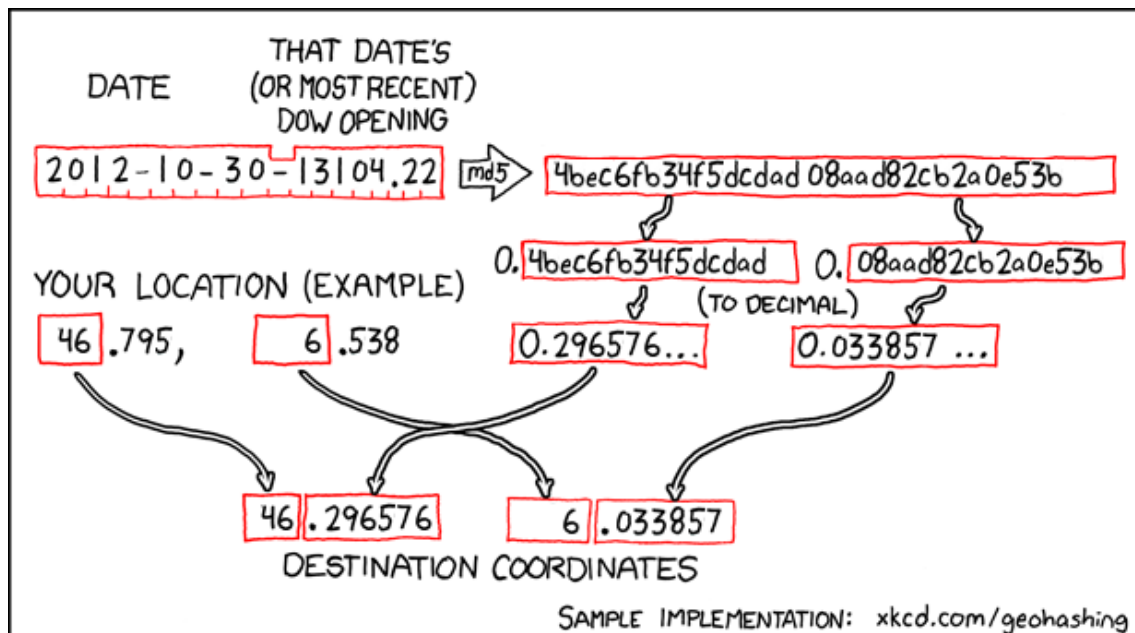 THAT DATE'S
DATE (OR MOST RECENT)
DOW OPENING
2012-10-30-13104.22 md5 4bec6fb34f5dcdad 08aad82cb2a0e53b
0.4bec6fb34f5dcdad 0.08aad82cb2a0e53b
YOUR LOCATION (EXAMPLE) (TO DECIMAL)
46.795, 6.538 0.296576... 0.033857 ...
46.296576 6.033857
DESTINATION COORDINATES
SAMPLE IMPLEMENTATION: xkcd.com/geohashing